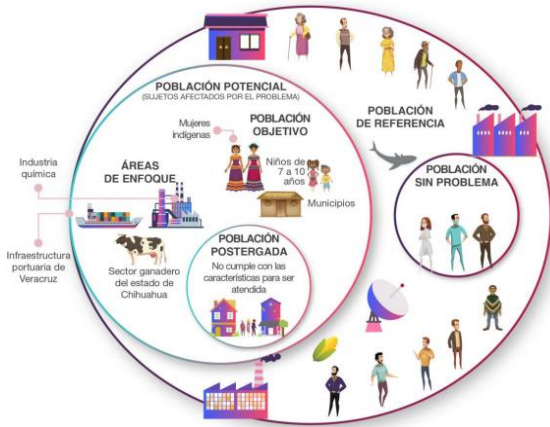 POBLACIÓN POTENCIAL
(SUJETOS AFECTADOS POR EL PROBLEMA)
POBLACIÓN
OBJETIVO
Mujeres
indígenas
Niños de
7 a 10
años
Municipios
ÁREAS
DE ENFOQUE
Industria
química
Infraestructura
portuaria de
Veracruz
Sector ganadero
del estado de
Chihuahua
POBLACIÓN
POSTERGADA
No cumple con las
características para ser
atendida
POBLACIÓN
DE REFERENCIA
POBLACIÓN
SIN PROBLEMA